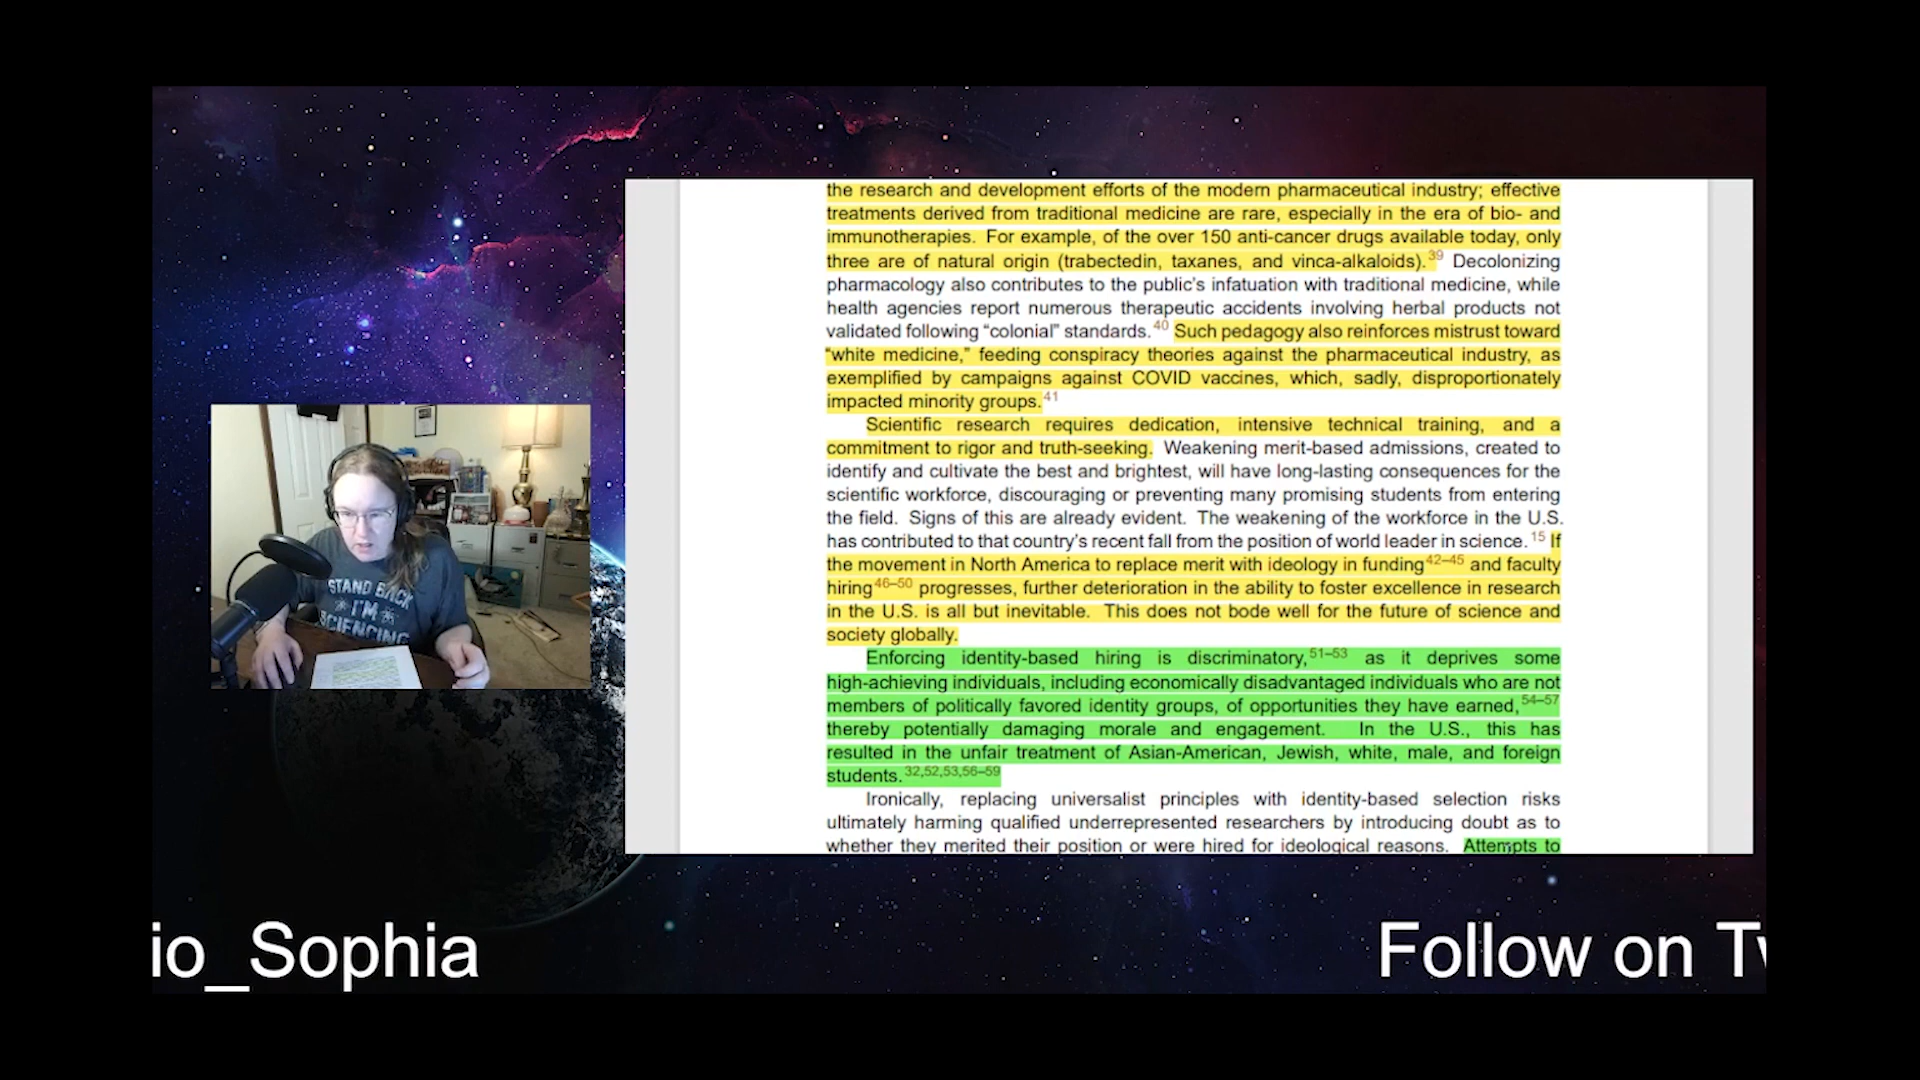 the research and development efforts of the modern pharmaceutical industry; effective
treatments derived from traditional medicine are rare, especially in the era of bio- and
immunotherapies. For example, of the over 150 anti-cancer drugs available today, only
three are of natural origin (trabectedin, taxanes, and vinca-alkaloids).39 Decolonizing
pharmacology also contributes to the public's infatuation with traditional medicine, while
health agencies report numerous therapeutic accidents involving herbal products not
validated following “colonial” standards.40 Such pedagogy also reinforces mistrust toward
“white medicine,” feeding conspiracy theories against the pharmaceutical industry, as
exemplified by campaigns against COVID vaccines, which, sadly, disproportionately
impacted minority groups.41
Scientific research requires dedication, intensive technical training, and a
commitment to rigor and truth-seeking. Weakening merit-based admissions, created to
identify and cultivate the best and brightest, will have long-lasting consequences for the
scientific workforce, discouraging or preventing many promising students from entering
the field. Signs of this are already evident. The weakening of the workforce in the U.S.
has contributed to that country's recent fall from the position of world leader in science.15 If
the movement in North America to replace merit with ideology in funding42–45 and faculty
hiring46–50 progresses, further deterioration in the ability to foster excellence in research
in the U.S. is all but inevitable. This does not bode well for the future of science and
society globally.
Enforcing identity-based hiring is discriminatory,51–53 as it deprives some
high-achieving individuals, including economically disadvantaged individuals who are not
members of politically favored identity groups, of opportunities they have earned,54–57
thereby potentially damaging morale and engagement. In the U.S., this has
resulted in the unfair treatment of Asian-American, Jewish, white, male, and foreign
students.32,52,53,56–59
Ironically, replacing universalist principles with identity-based selection risks
ultimately harming qualified underrepresented researchers by introducing doubt as to
whether they merited their position or were hired for ideological reasons. Attempts to
STAND BACK
I'M
SCIENCING
io_Sophia
Follow on Tw